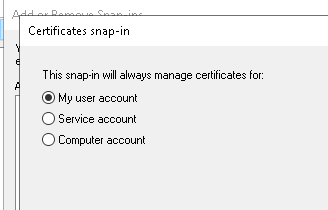 Add or Remove Snap-ins
Certificates snap-in
This snap-in will always manage certificates for:
My user account
Service account
Computer account